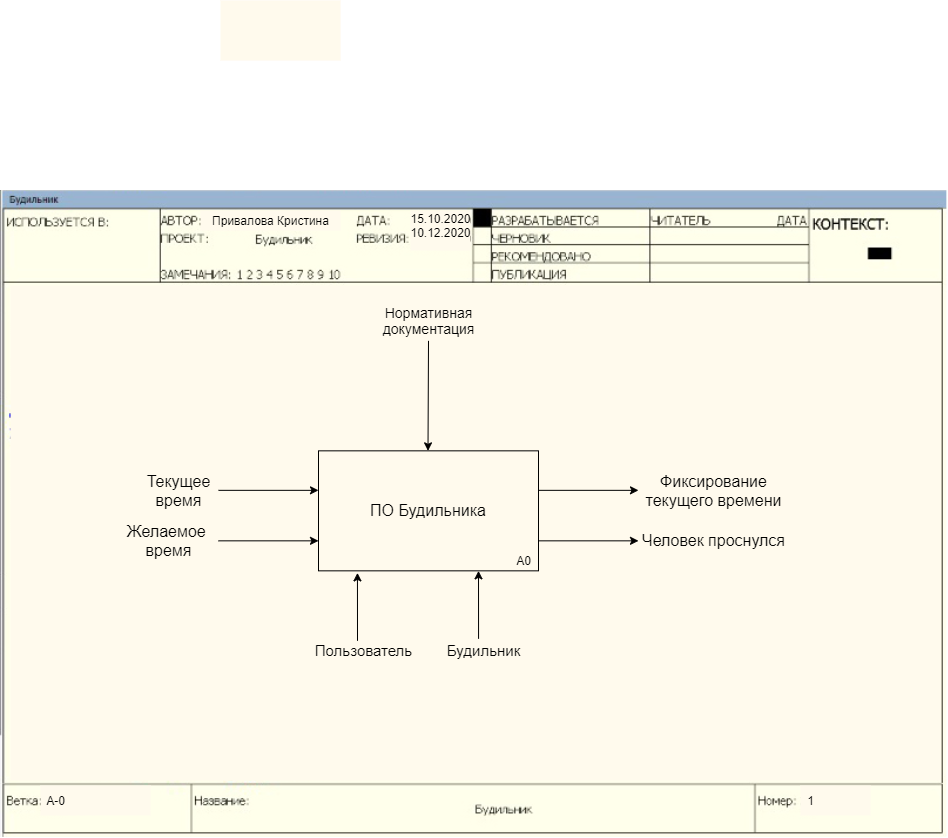 Будильник
ИСПОЛЬЗУЕТСЯ В:
АВТОР: Привалова Кристина
ДАТА: 15.10.2020
ПРОЕКТ: Будильник
РЕВИЗИЯ: 10.12.2020
ЗАМЕЧАНИЯ: 1 2 3 4 5 6 7 8 9 10
РАЗРАБАТЫВАЕТСЯ
ЧЕРНОВИК
РЕКОМЕНДОВАНО
ПУБЛИКАЦИЯ
ЧИТАТЕЛЬ ДАТА
КОНТЕКСТ:
Нормативная
документация
Текущее
время
Желаемое
время
ПО Будильника
A0
Фиксирование
текущего времени
Человек проснулся
Пользователь
Будильник
Ветка: A-0
Название:
Будильник
Номер: 1